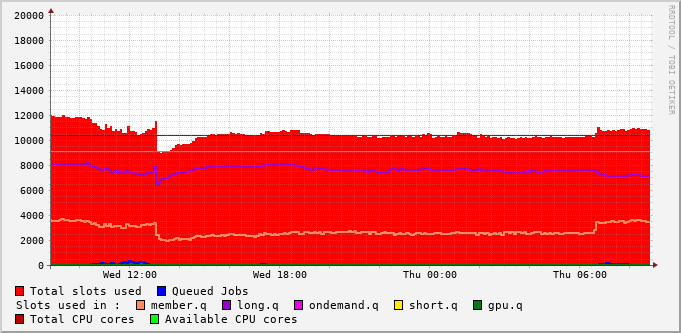 RRDTOOL / TOBI OETIKER
20000
18000
16000
14000
12000
10000
8000
6000
4000
2000
0
Wed 12:00 Wed 18:00 Thu 00:00 Thu 06:00
Total slots used Queued Jobs
Slots used in : member.q long.q ondemand.q short.q gpu.q
Total CPU cores Available CPU cores